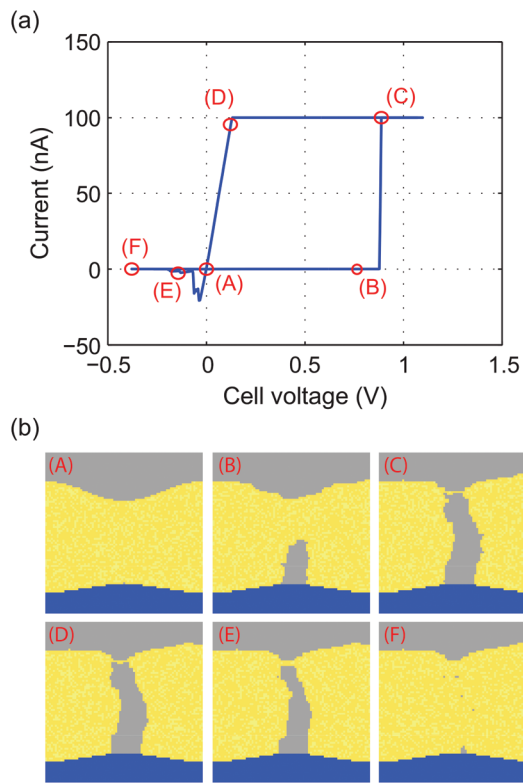 (a)
150
100
50
0
−50
Current (nA)
(D)
(C)
(F)
(E)
(A)
(B)
−0.5
0
0.5
1
1.5
Cell voltage (V)
(b)
(A)
(B)
(C)
(D)
(E)
(F)